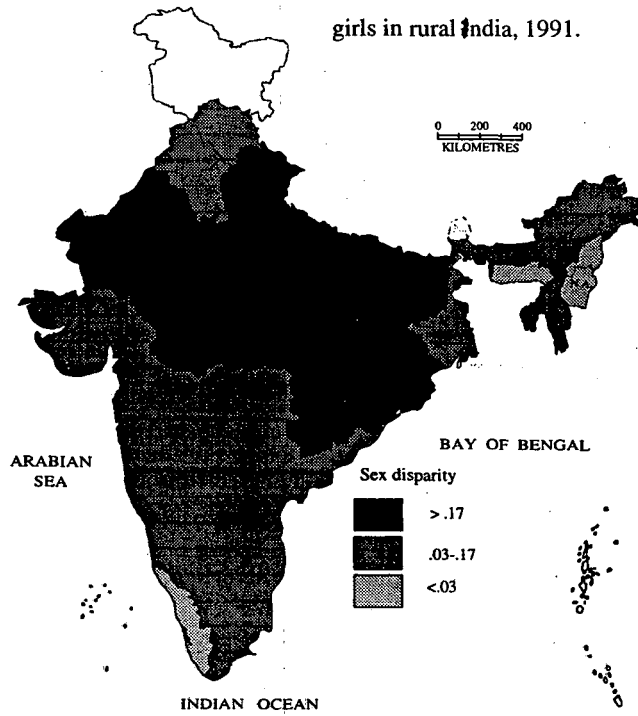 girls in rural India, 1991.
0 200 400
KILOMETRES
ARABIAN
SEA
BAY OF BENGAL
Sex disparity
> .17
.03-.17
<.03
INDIAN OCEAN